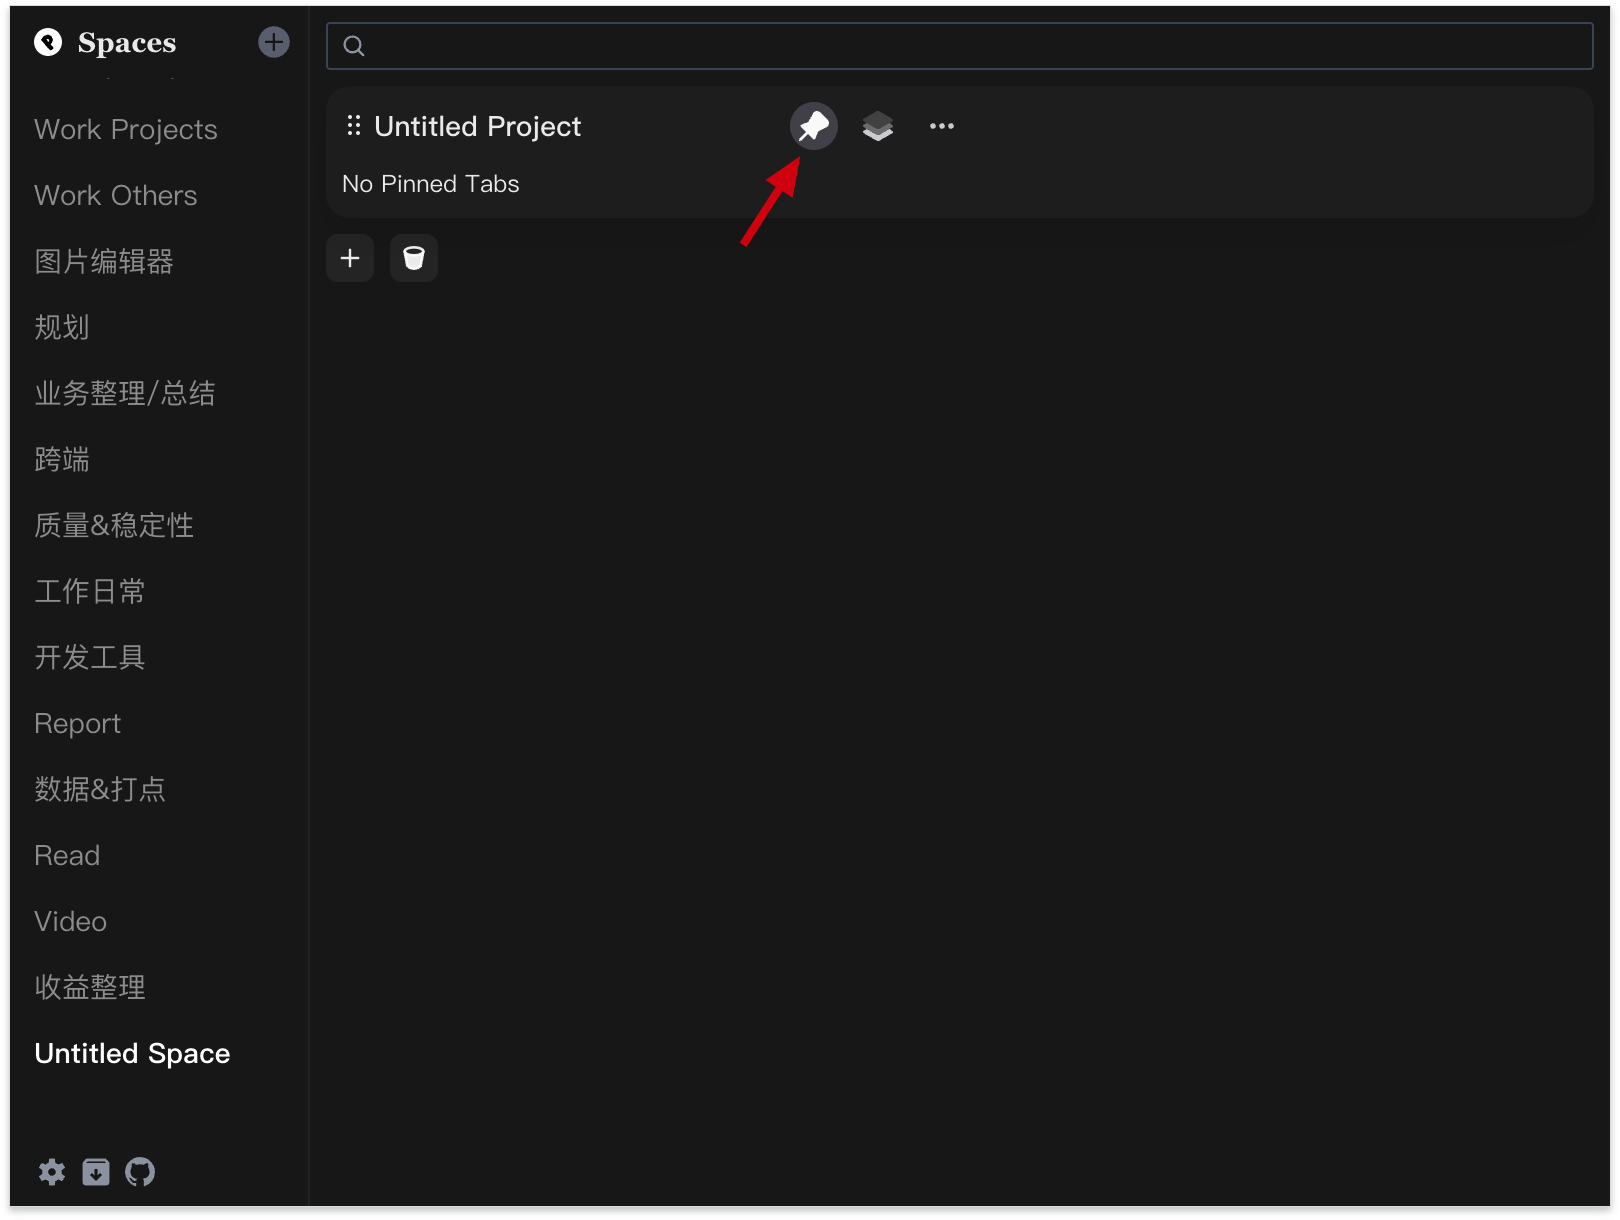 Spaces
Work Projects
Work Others
图片编辑器
规划
业务整理/总结
跨端
质量&稳定性
工作日常
开发工具
Report
数据&打点
Read
Video
收益整理
Untitled Space
Untitled Project
No Pinned Tabs